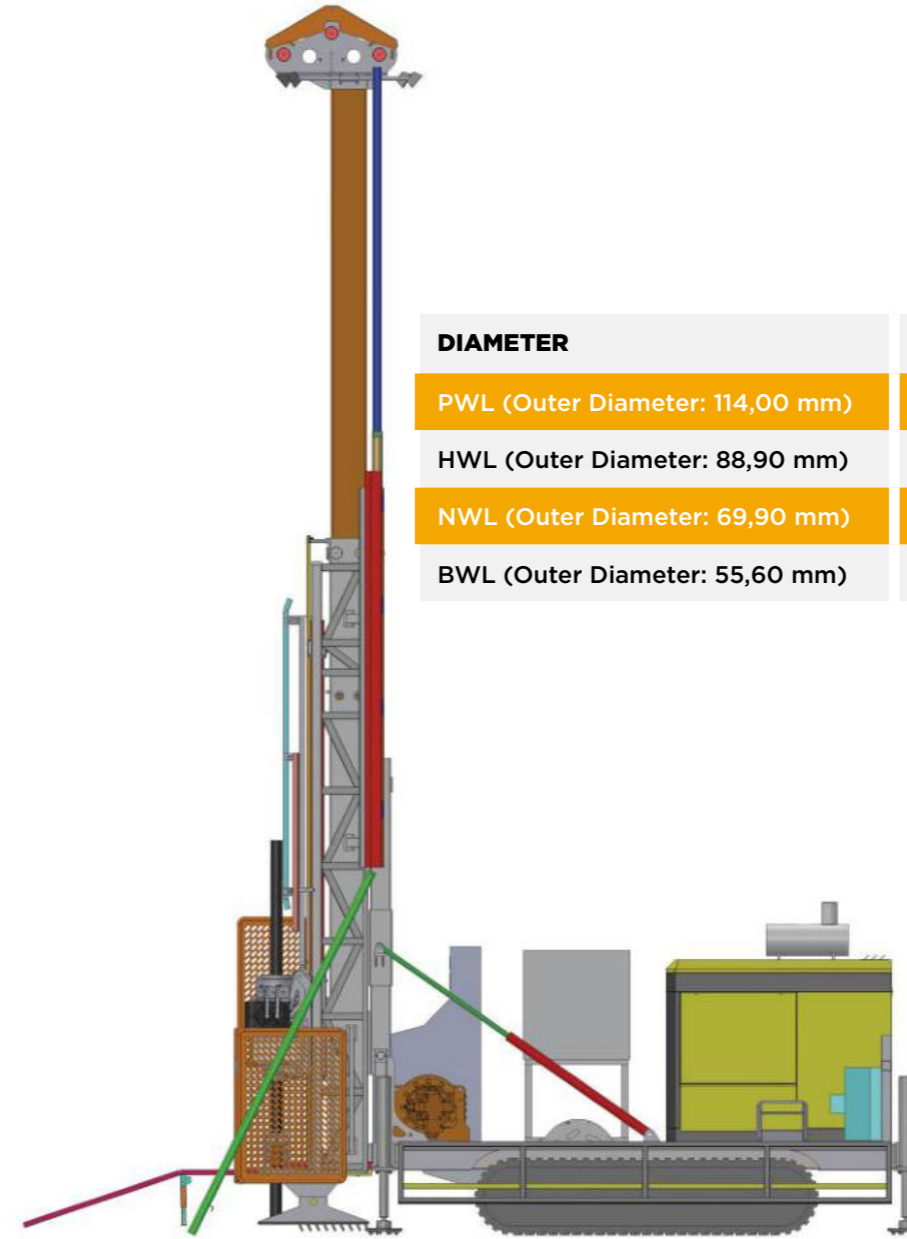 DIAMETER
PWL (Outer Diameter: 114,00 mm)
HWL (Outer Diameter: 88,90 mm)
NWL (Outer Diameter: 69,90 mm)
BWL (Outer Diameter: 55,60 mm)